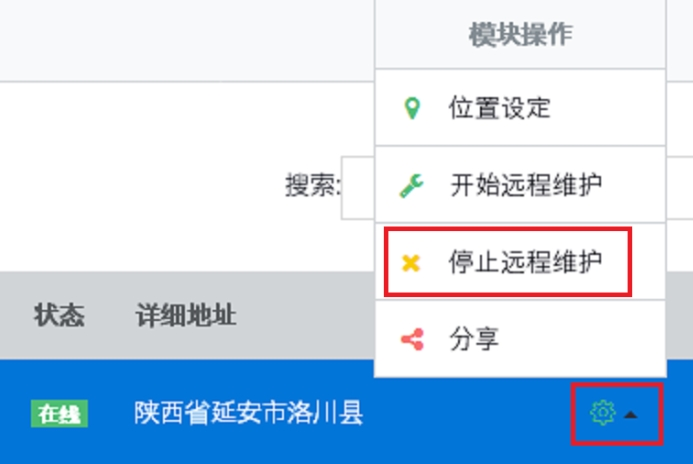 模块操作
位置设定
搜索:
开始远程维护
停止远程维护
状态 详细地址
分享
在线 陕西省延安市洛川县